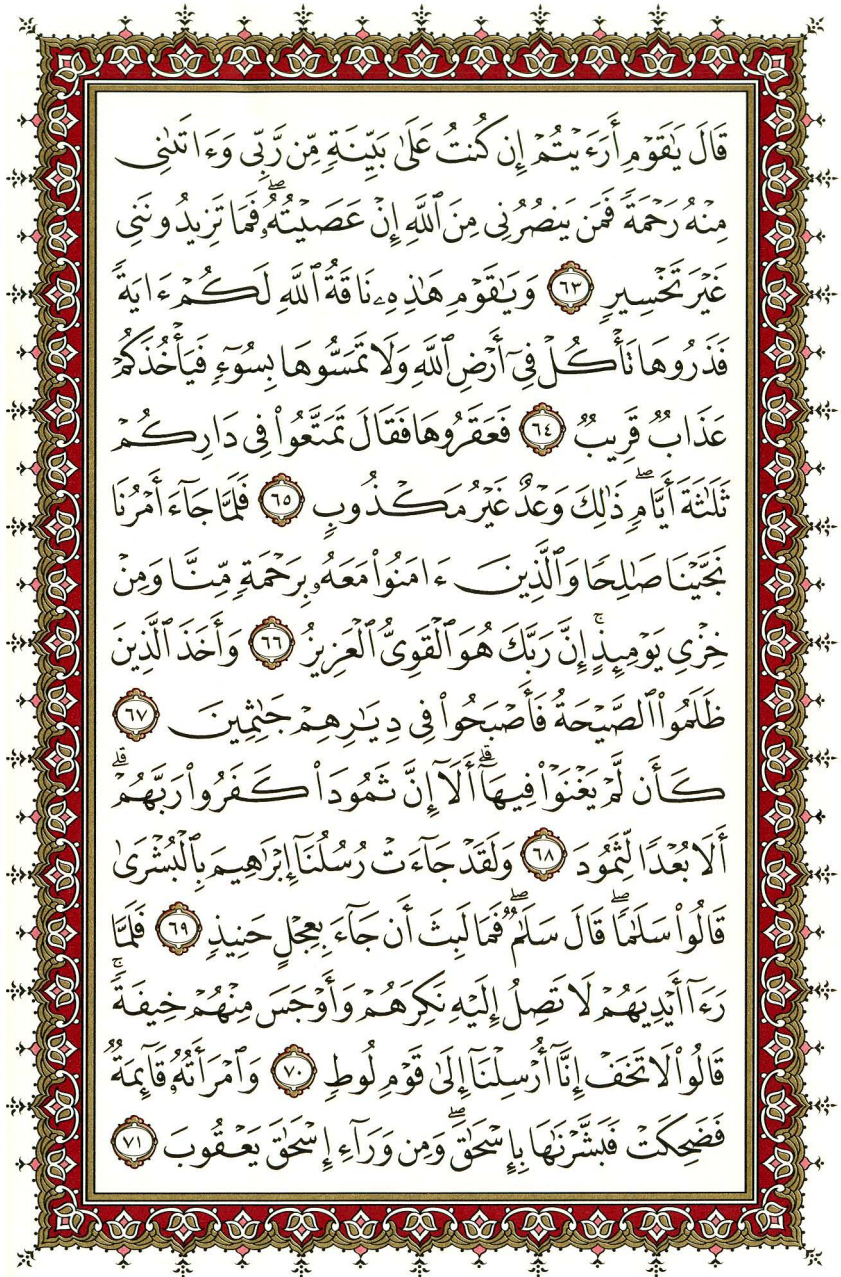 قَالَ يَٰقَوْمِ أَرَءَيْتُمْ إِن كُنتُ عَلَىٰ بَيِّنَةٍ مِّن رَّبِّى وَءَاتَىٰنِى
مِنْهُ رَحْمَةً فَمَن يَنصُرُنِى مِنَ ٱللَّهِ إِنْ عَصَيْتُهُۥۖ فَمَا تَزِيدُونَنِى
غَيْرَ تَخْسِيرٍ ٦٣ وَيَٰقَوْمِ هَٰذِهِۦ نَاقَةُ ٱللَّهِ لَكُمْ ءَايَةً
فَذَرُوهَا تَأْكُلْ فِىٓ أَرْضِ ٱللَّهِ وَلَا تَمَسُّوهَا بِسُوٓءٍ فَيَأْخُذَكُمْ
عَذَابٌ قَرِيبٌ ٦٤ فَعَقَرُوهَا فَقَالَ تَمَتَّعُوا۟ فِى دَارِكُمْ
ثَلَٰثَةَ أَيَّامٍۖ ذَٰلِكَ وَعْدٌ غَيْرُ مَكْذُوبٍ ٦٥ فَلَمَّا جَآءَ أَمْرُنَا
نَجَّيْنَا صَٰلِحًا وَٱلَّذِينَ ءَامَنُوا۟ مَعَهُۥ بِرَحْمَةٍ مِّنَّا وَمِنْ
خِزْىِ يَوْمِئِذٍۚ إِنَّ رَبَّكَ هُوَ ٱلْقَوِىُّ ٱلْعَزِيزُ ٦٦ وَأَخَذَ ٱلَّذِينَ
ظَلَمُوا۟ ٱلصَّيْحَةُ فَأَصْبَحُوا۟ فِى دِيَٰرِهِمْ جَٰثِمِينَ ٦٧
كَأَن لَّمْ يَغْنَوْا۟ فِيهَآۗ أَلَآ إِنَّ ثَمُودَا۟ كَفَرُوا۟ رَبَّهُمْۗ
أَلَا بُعْدًا لِّثَمُودَ ٦٨ وَلَقَدْ جَآءَتْ رُسُلُنَآ إِبْرَٰهِيمَ بِٱلْبُشْرَىٰ
قَالُوا۟ سَلَٰمًاۖ قَالَ سَلَٰمٌۖ فَمَا لَبِثَ أَن جَآءَ بِعِجْلٍ حَنِيذٍ ٦٩ فَلَمَّا
رَءَآ أَيْدِيَهُمْ لَا تَصِلُ إِلَيْهِ نَكِرَهُمْ وَأَوْجَسَ مِنْهُمْ خِيفَةًۚ
قَالُوا۟ لَا تَخَفْ إِنَّآ أُرْسِلْنَآ إِلَىٰ قَوْمِ لُوطٍ ٧٠ وَٱمْرَأَتُهُۥ قَآئِمَةٌ
فَضَحِكَتْ فَبَشَّرْنَٰهَا بِإِسْحَٰقَۖ وَمِن وَرَآءِ إِسْحَٰقَ يَعْقُوبَ ٧١